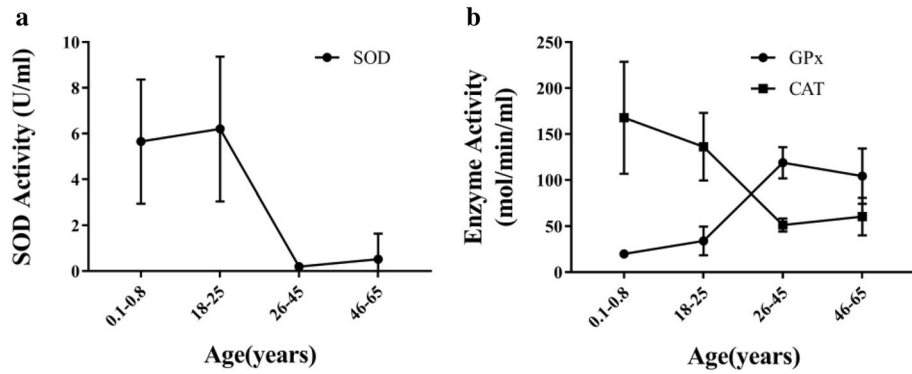 a
SOD Activity (U/ml)
10
8
6
4
2
0
SOD
0.1-0.8
18-25
26-45
46-65
Age(years)
b
Enzyme Activity
(mol/min/ml)
250
200
150
100
50
0
GPx
CAT
0.1-0.8
18-25
26-45
46-65
Age(years)